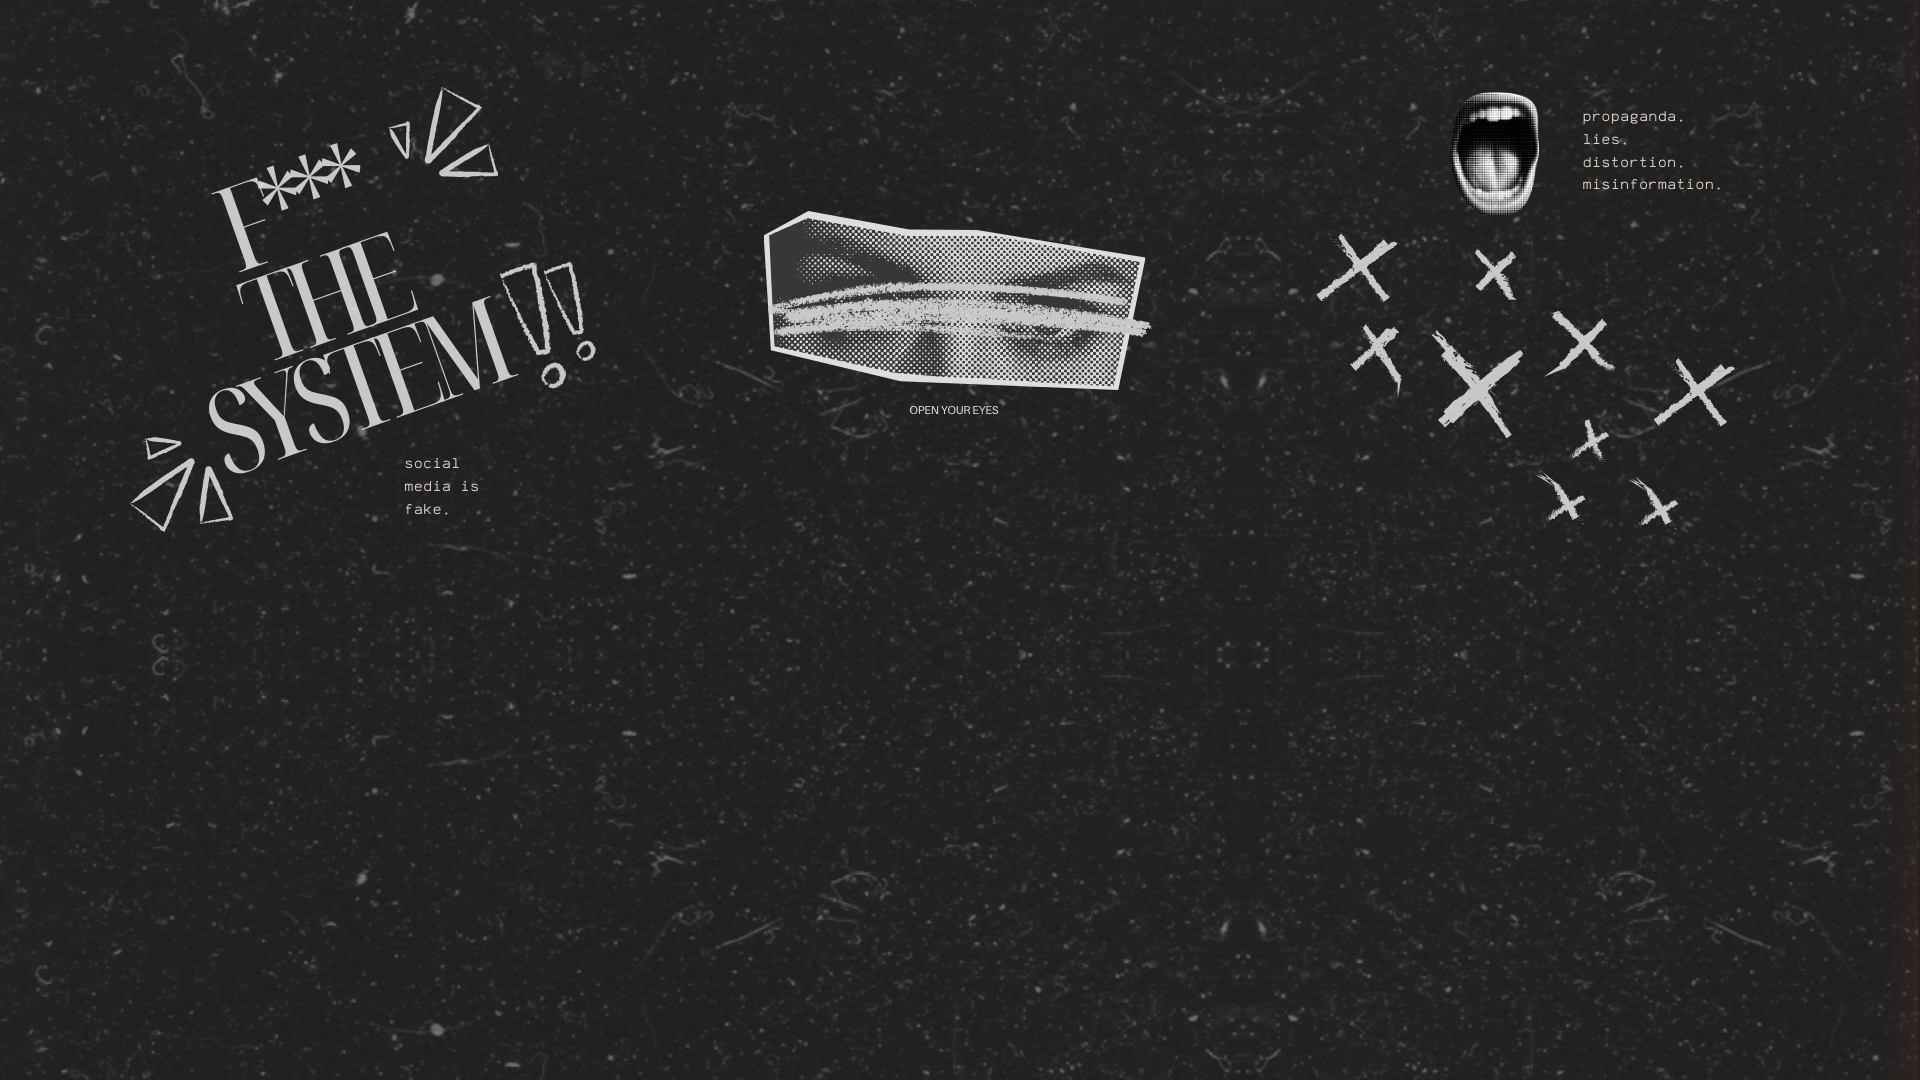 F***
THE
SYSTEM!!
social
media is
fake.
OPEN YOUR EYES
propaganda.
lies.
distortion.
misinformation.